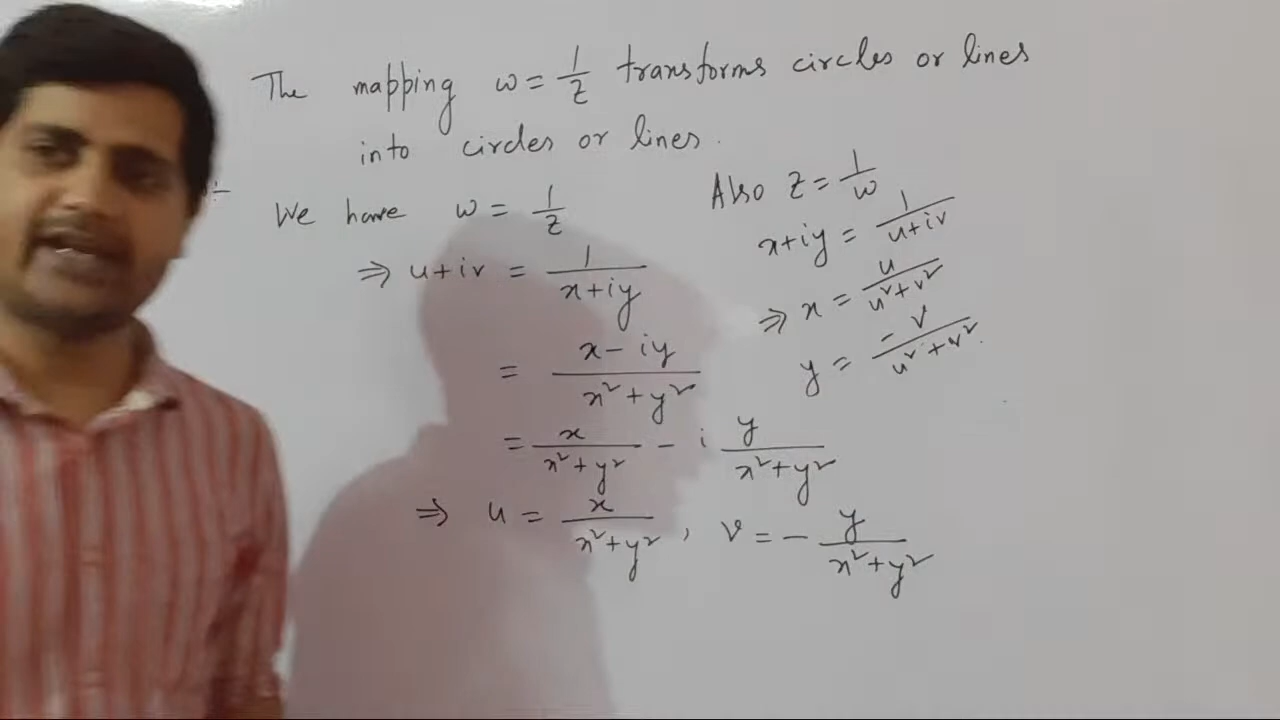 The mapping w = 1/z transforms circles or lines
into circles or lines.
:-
We have w = 1/z
⇒ u+iv = 1/(x+iy)
= (x-iy)/(x²+y²)
= x/(x²+y²) - i y/(x²+y²)
⇒ u = x/(x²+y²), v = - y/(x²+y²)
Also z = 1/w
x+iy = 1/(u+iv)
⇒ x = u/(u²+v²)
y = -v/(u²+v²).